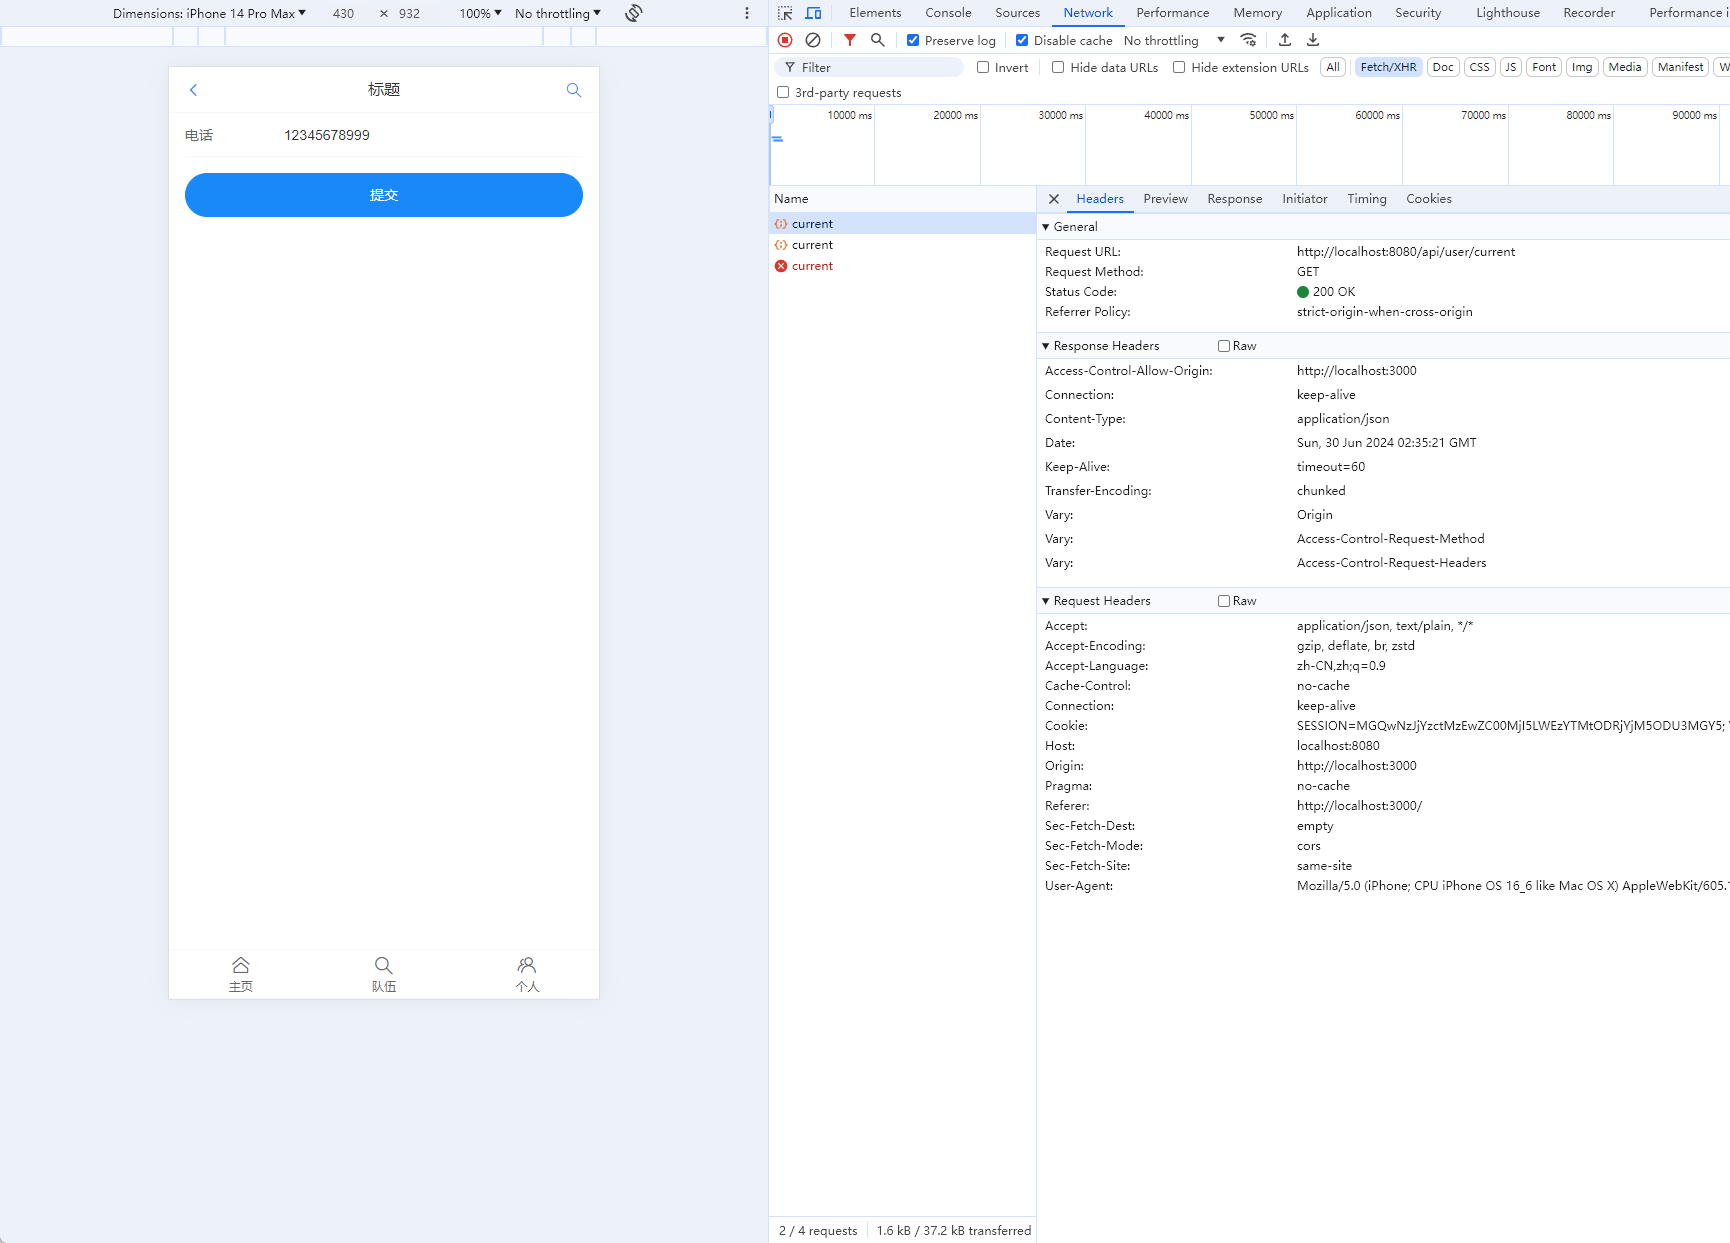 Dimensions: iPhone 14 Pro Max 430 × 932 100% No throttling
标题
电话 12345678999
提交
主页 队伍 个人
Elements Console Sources Network Performance Memory Application Security Lighthouse Recorder Performance i
Preserve log Disable cache No throttling
Filter Invert Hide data URLs Hide extension URLs All Fetch/XHR Doc CSS JS Font Img Media Manifest W
3rd-party requests
10000 ms 20000 ms 30000 ms 40000 ms 50000 ms 60000 ms 70000 ms 80000 ms 90000 ms
Name
current
current
current
2 / 4 requests 1.6 kB / 37.2 kB transferred
Headers Preview Response Initiator Timing Cookies
General
Request URL: http://localhost:8080/api/user/current
Request Method: GET
Status Code: 200 OK
Referrer Policy: strict-origin-when-cross-origin
Response Headers Raw
Access-Control-Allow-Origin: http://localhost:3000
Connection: keep-alive
Content-Type: application/json
Date: Sun, 30 Jun 2024 02:35:21 GMT
Keep-Alive: timeout=60
Transfer-Encoding: chunked
Vary: Origin
Vary: Access-Control-Request-Method
Vary: Access-Control-Request-Headers
Request Headers Raw
Accept: application/json, text/plain, */*
Accept-Encoding: gzip, deflate, br, zstd
Accept-Language: zh-CN,zh;q=0.9
Cache-Control: no-cache
Connection: keep-alive
Cookie: SESSION=MGQwNzJjYzctMzEwZC00MjI5LWEzYTMtODRjYjM5ODU3MGY5;
Host: localhost:8080
Origin: http://localhost:3000
Pragma: no-cache
Referer: http://localhost:3000/
Sec-Fetch-Dest: empty
Sec-Fetch-Mode: cors
Sec-Fetch-Site: same-site
User-Agent: Mozilla/5.0 (iPhone; CPU iPhone OS 16_6 like Mac OS X) AppleWebKit/605.1